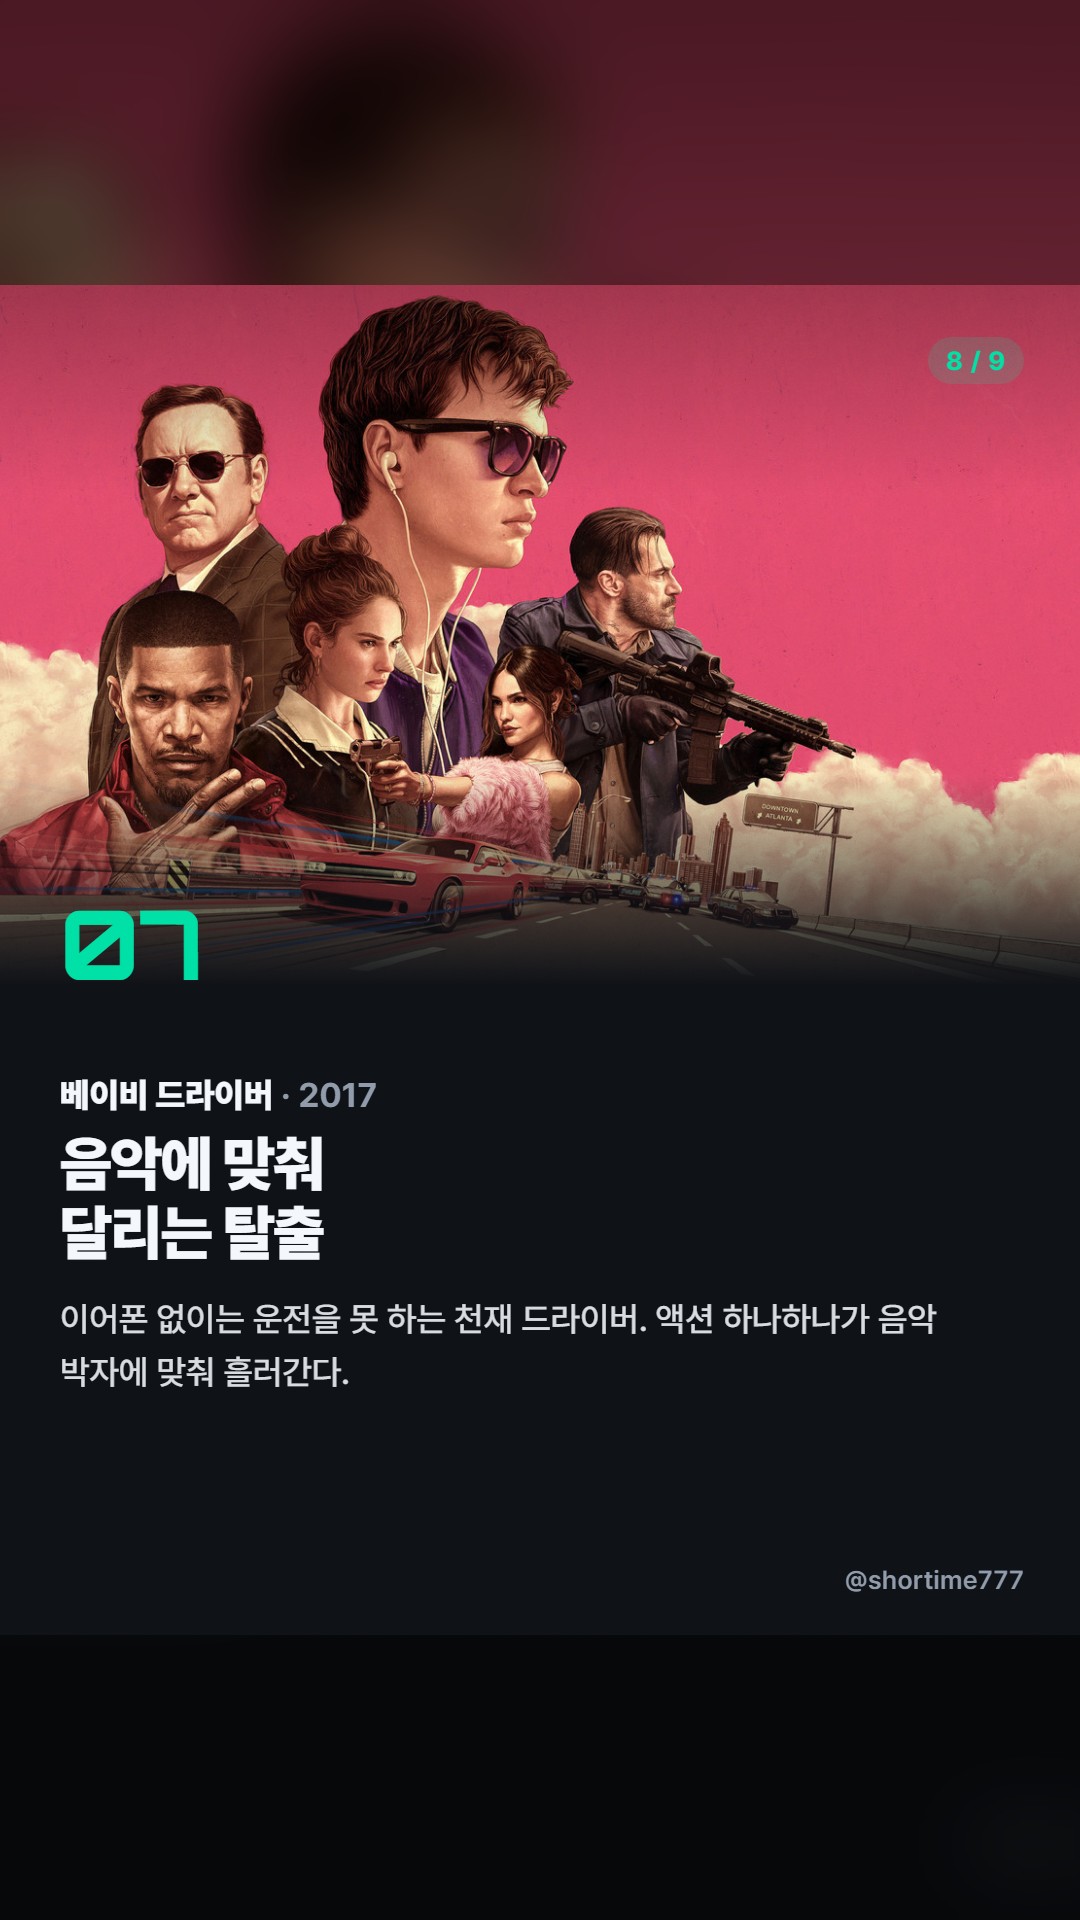 8 / 9
DOWNTOWN
ATLANTA
07
베이비 드라이버 · 2017
음악에 맞춰
달리는 탈출
이어폰 없이는 운전을 못 하는 천재 드라이버. 액션 하나하나가 음악
박자에 맞춰 흘러간다.
@shortime777